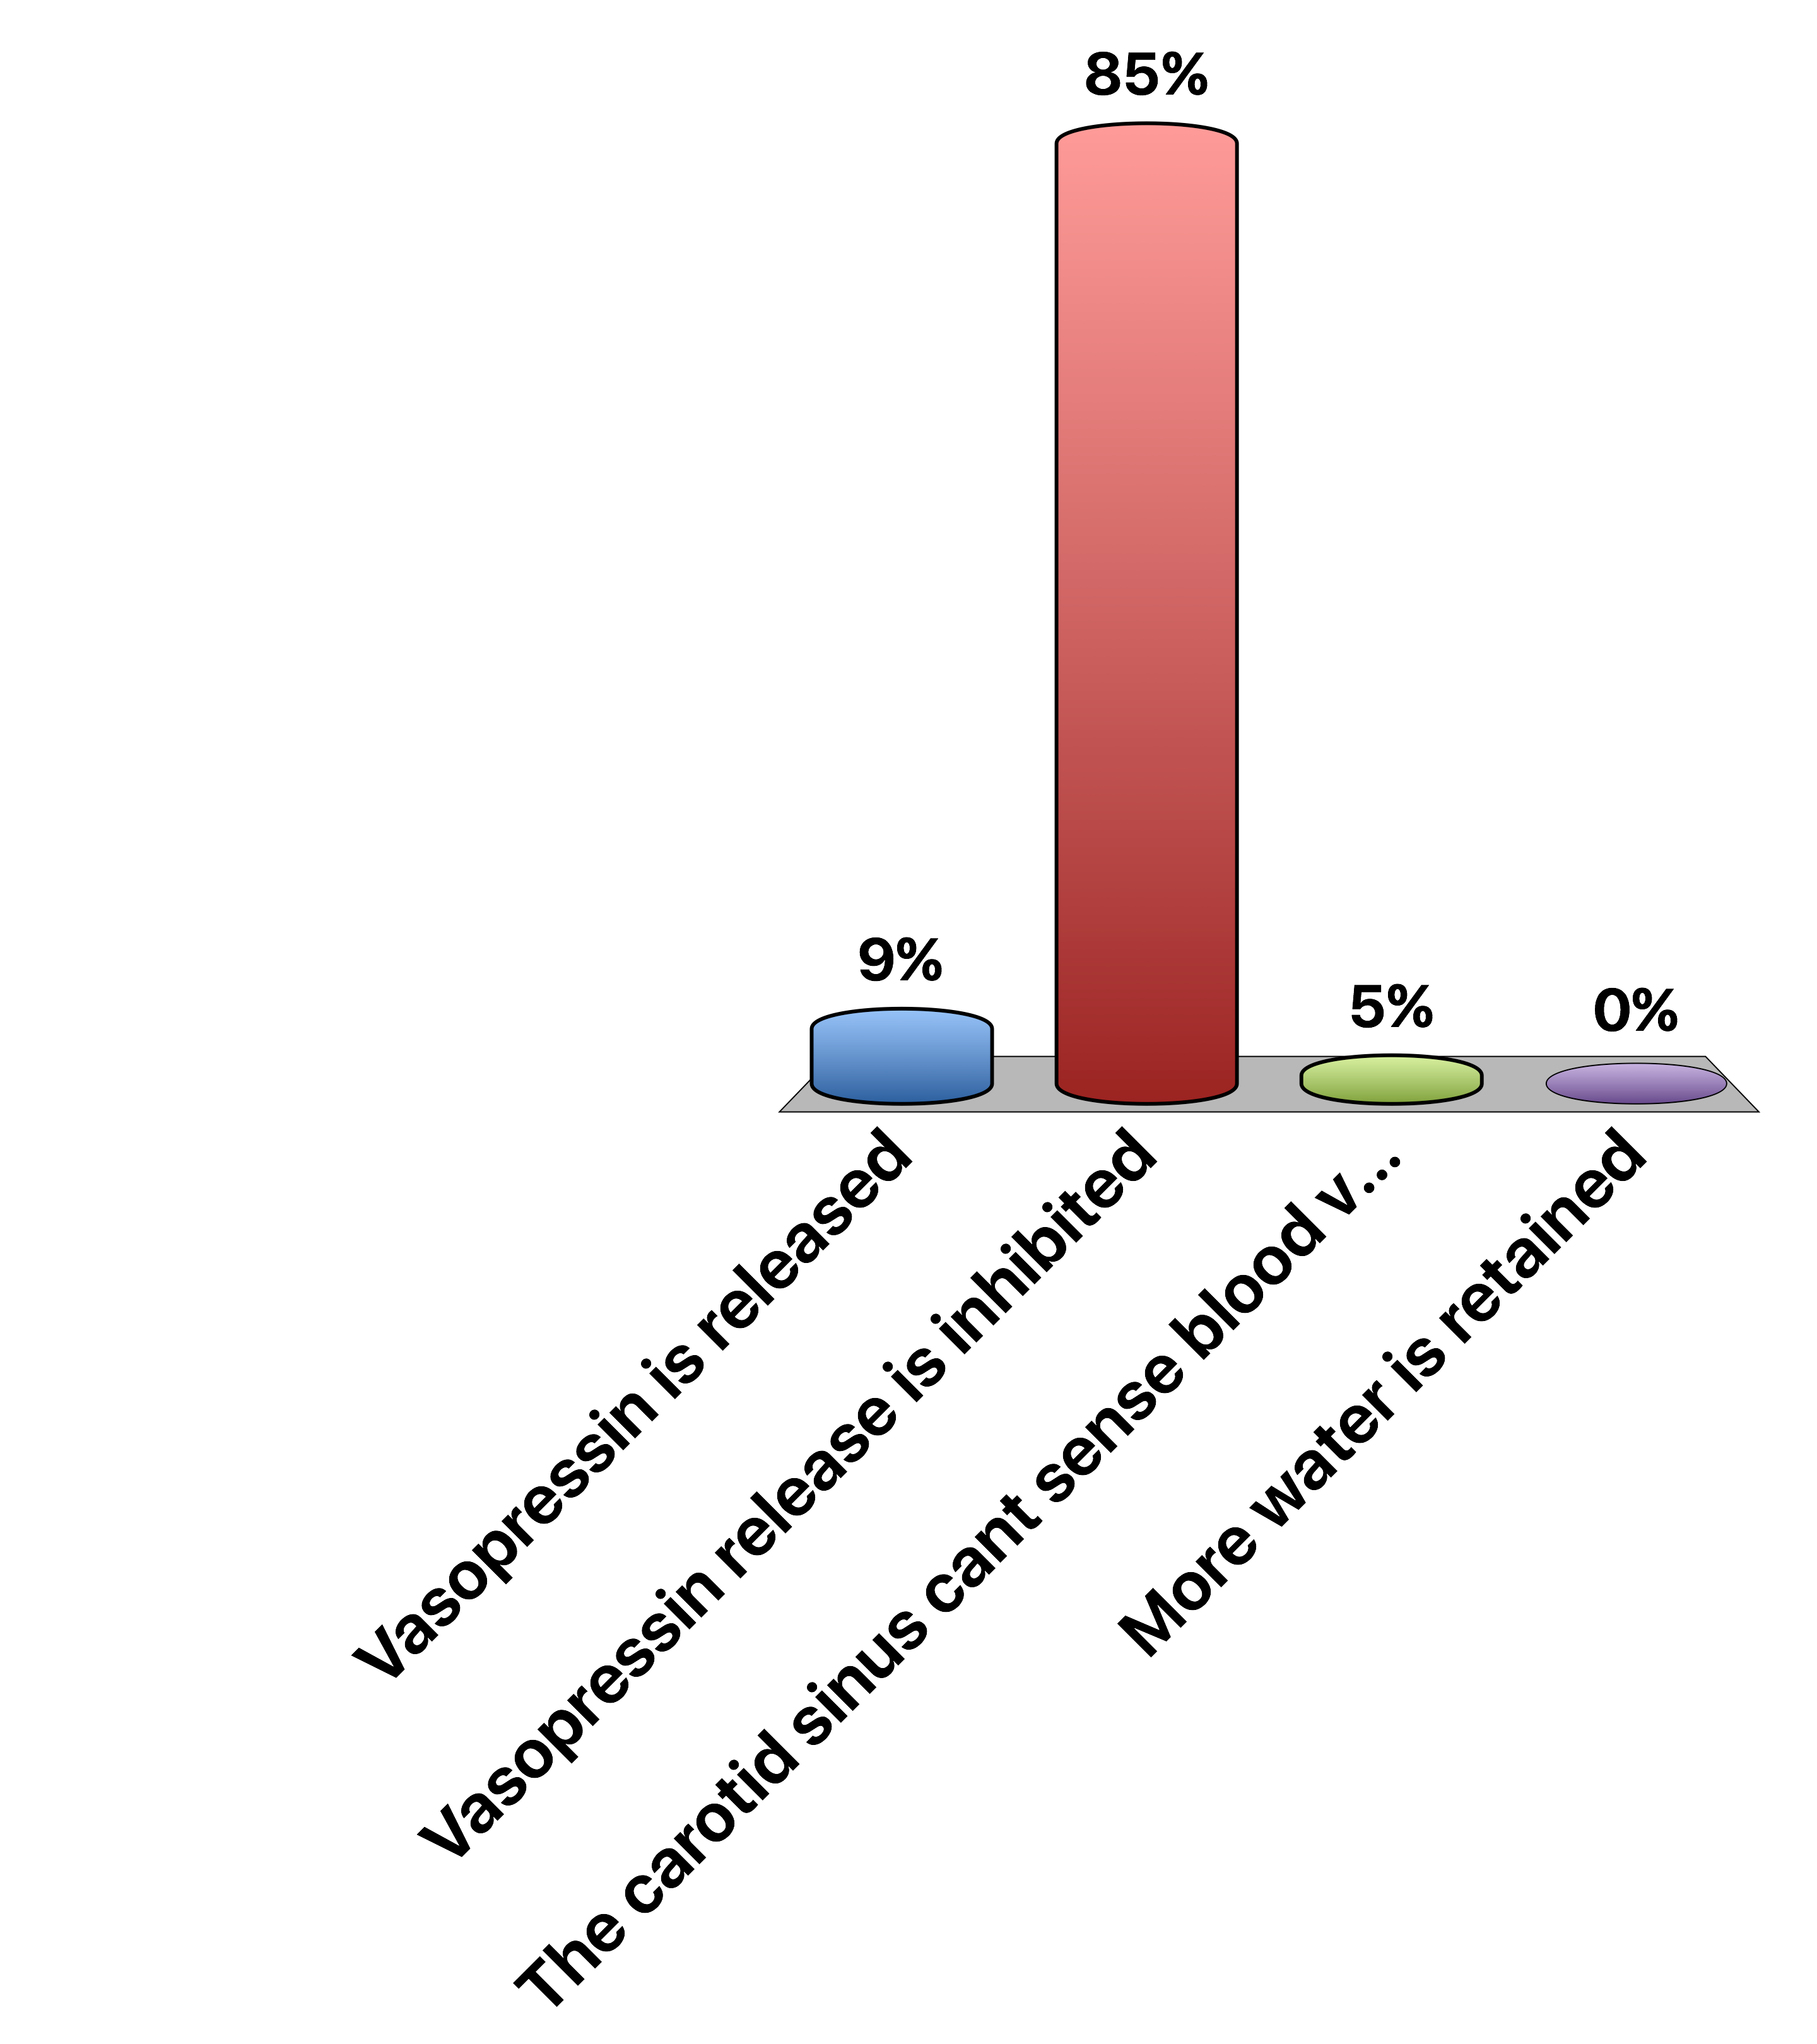 85%
9%
5%
0%
Vasopressin is released
Vasopressin release is inhibited
The carotid sinus cant sense blood v...
More water is retained